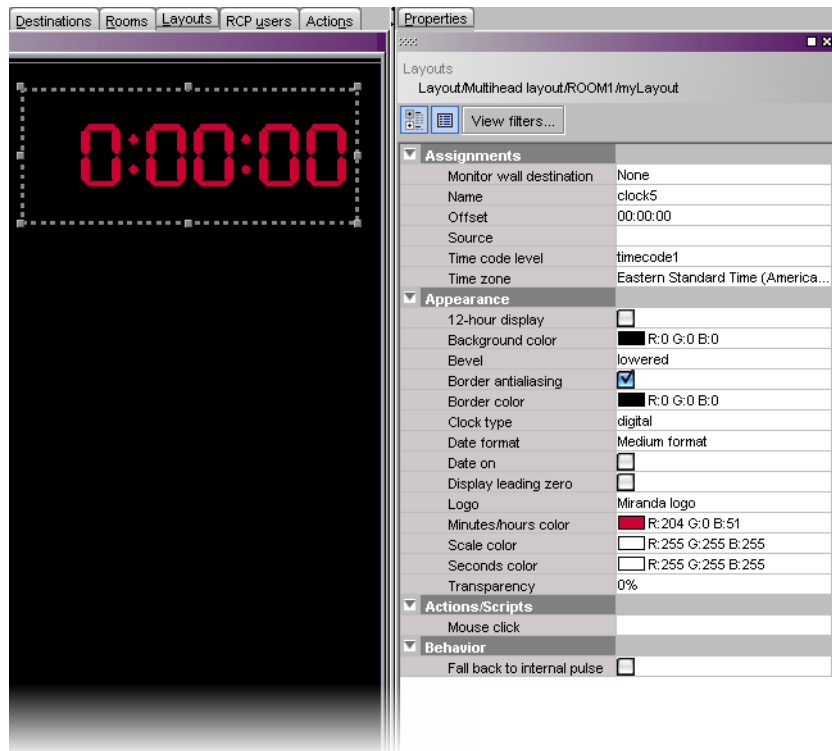 Destinations Rooms Layouts RCP users Actions
0:00:00
Properties
Layouts
Layout/Multihead layout/ROOM1/myLayout
View filters...
Assignments
Monitor wall destination None
Name clock5
Offset 00:00:00
Source
Time code level timecode1
Time zone Eastern Standard Time (America...
Appearance
12-hour display
Background color R:0 G:0 B:0
Bevel lowered
Border antialiasing
Border color R:0 G:0 B:0
Clock type digital
Date format Medium format
Date on
Display leading zero
Logo Miranda logo
Minutes/hours color R:204 G:0 B:51
Scale color R:255 G:255 B:255
Seconds color R:255 G:255 B:255
Transparency 0%
Actions/Scripts
Mouse click
Behavior
Fall back to internal pulse